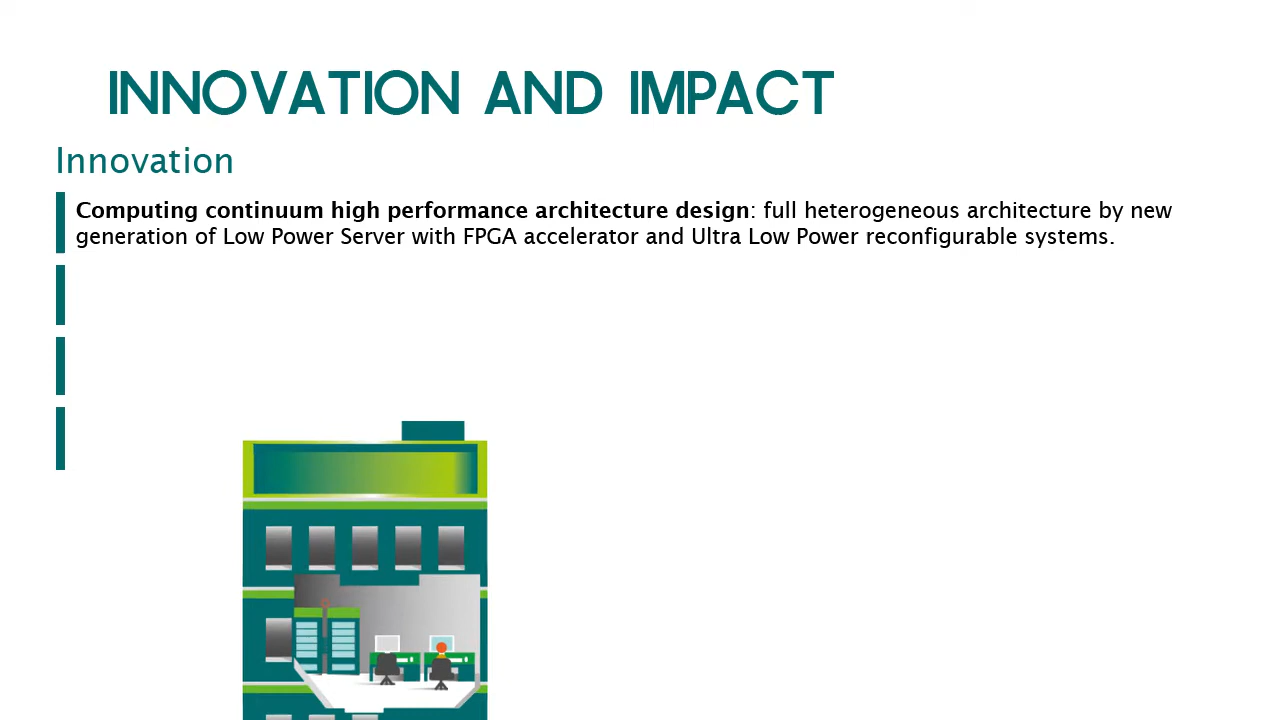 INNOVATION AND IMPACT
Innovation
Computing continuum high performance architecture design: full heterogeneous architecture by new
generation of Low Power Server with FPGA accelerator and Ultra Low Power reconfigurable systems.